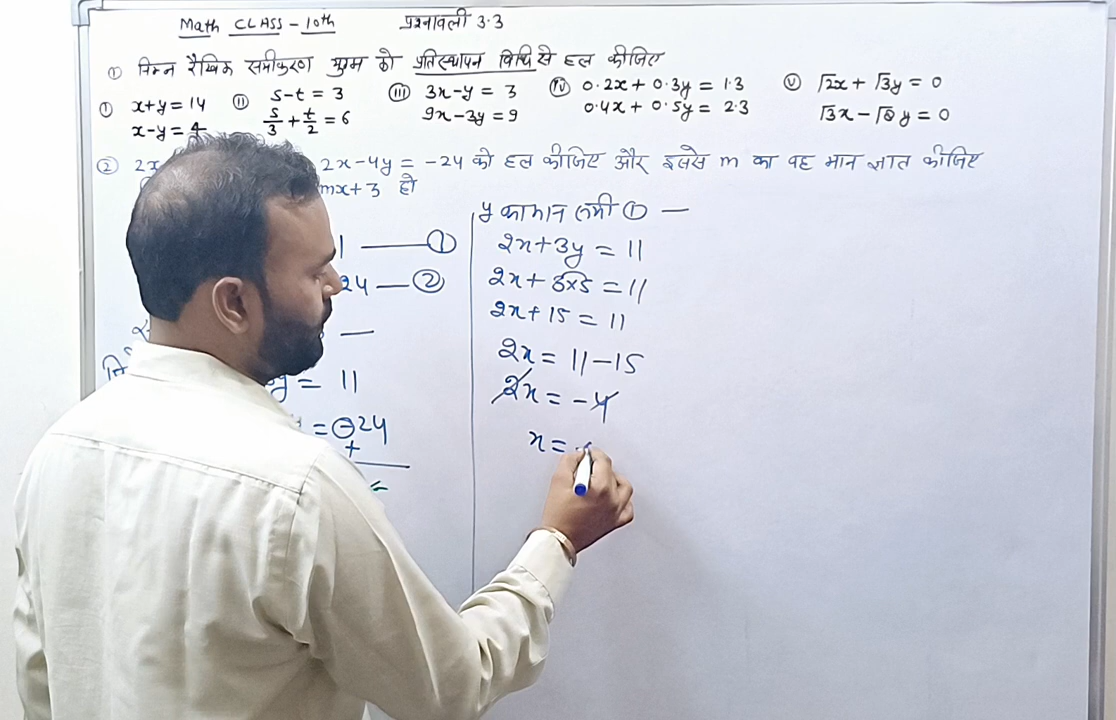 Math CLASS - 10th प्रश्नावली 3.3
① निम्न रैखिक समीकरण युग्म को प्रतिस्थापन विधि से हल कीजिए
① x+y = 14 ⑪ s-t = 3 ⑪⑪ 3x-y = 3 ⑰ 0.2x + 0.3y = 1.3 Ⓥ √2x + √3y = 0
x-y = 4 s/3 + t/2 = 6 9x-3y = 9 0.4x + 0.5y = 2.3 √3x - √8y = 0
② 2x 2x-4y = -24 को हल कीजिए और इससे m का वह मान ज्ञात कीजिए
mx+3 हो
1 — ①
24 — ②
= 11
= -24
+
y का मान समी ① —
2x+3y = 11
2x + 3×5 = 11
2x + 15 = 11
2x = 11-15
2x = -4
x =